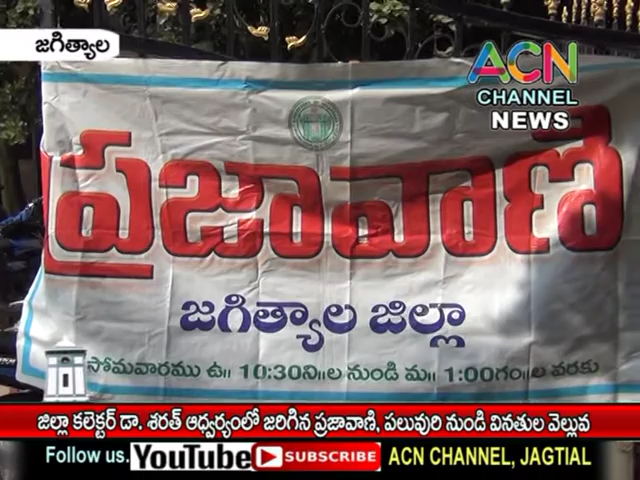 జగిత్యాల
ACN
CHANNEL
NEWS
ప్రజావాణి
జగిత్యాల జిల్లా
సోమవారము ఉ॥ 10:30ని॥ల నుండి మ॥ 1:00గం॥ల వరకు
జిల్లా కలెక్టర్ డా. శరత్ ఆధ్వర్యంలో జరిగిన ప్రజావాణి, పలువురి నుండి వినతుల వెల్లువ
Follow us. YouTube SUBSCRIBE ACN CHANNEL, JAGTIAL